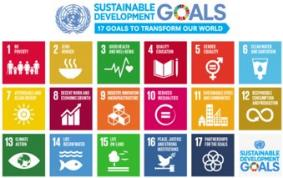 SUSTAINABLE
DEVELOPMENT
GOALS
17 GOALS TO TRANSFORM OUR WORLD
1 NO
POVERTY
2 ZERO
HUNGER
3 GOOD HEALTH
AND WELL-BEING
4 QUALITY
EDUCATION
5 GENDER
EQUALITY
6 CLEAN WATER
AND SANITATION
7 AFFORDABLE AND
CLEAN ENERGY
8 DECENT WORK AND
ECONOMIC GROWTH
9 INDUSTRY, INNOVATION
AND INFRASTRUCTURE
10 REDUCED
INEQUALITIES
11 SUSTAINABLE CITIES
AND COMMUNITIES
12 RESPONSIBLE
CONSUMPTION
AND PRODUCTION
13 CLIMATE
ACTION
14 LIFE
BELOW WATER
15 LIFE
ON LAND
16 PEACE, JUSTICE
AND STRONG
INSTITUTIONS
17 PARTNERSHIPS
FOR THE GOALS
SUSTAINABLE
DEVELOPMENT
GOALS